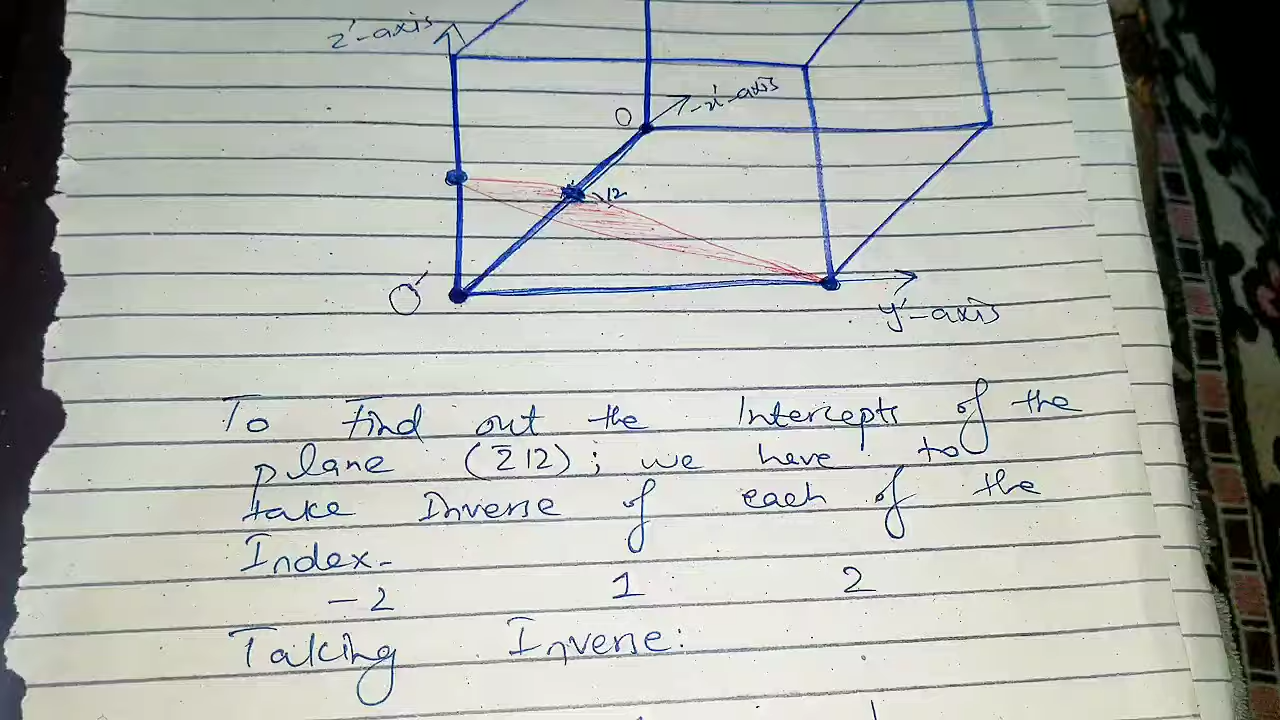 z'-axis
-x'-axis
O
1/2
O'
y'-axis
To find out the Intercepts of the
plane (2̅12); we have to
take Inverse of each of the
Index-
-2 1 2
Taking Inverse: